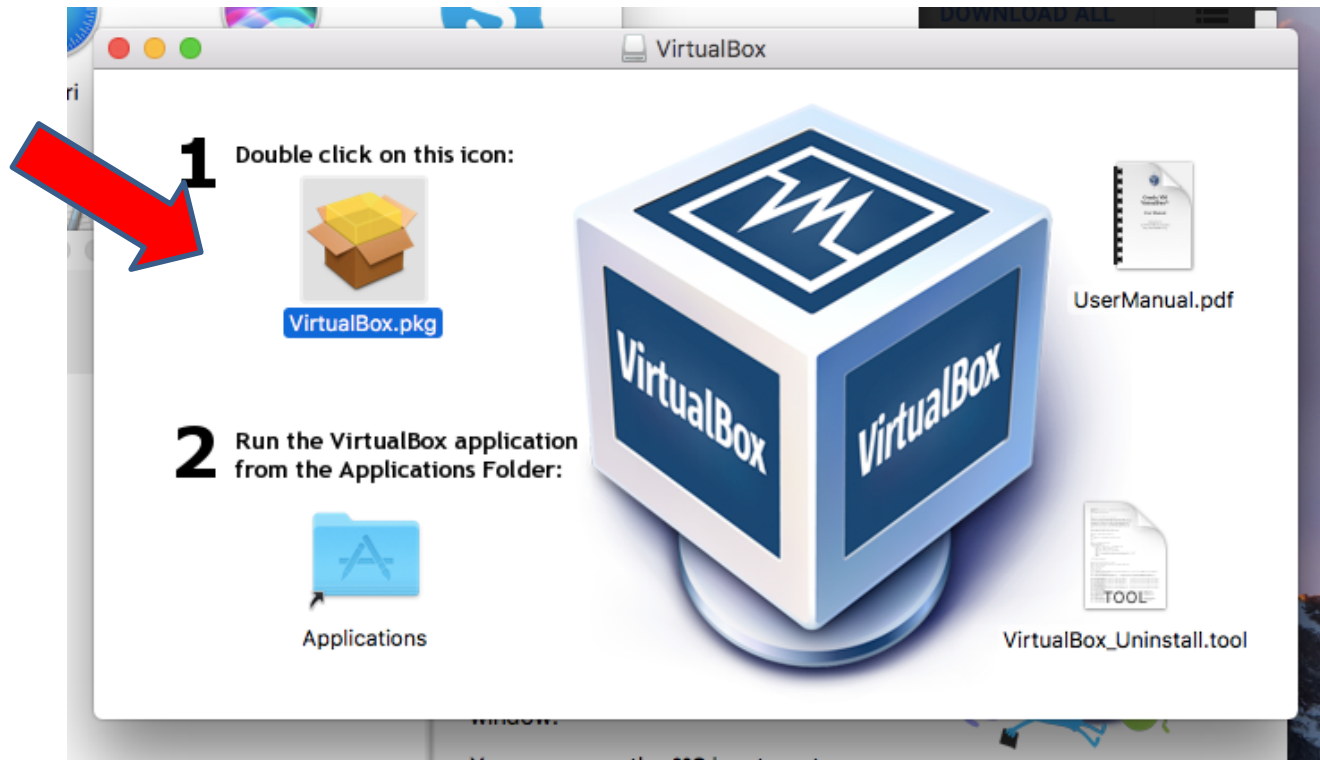 DOWNLOAD ALL
VirtualBox
ri
1 Double click on this icon:
VirtualBox.pkg
UserManual.pdf
2 Run the VirtualBox application
from the Applications Folder:
Applications
VirtualBox
VirtualBox
TOOL
VirtualBox_Uninstall.tool
window.